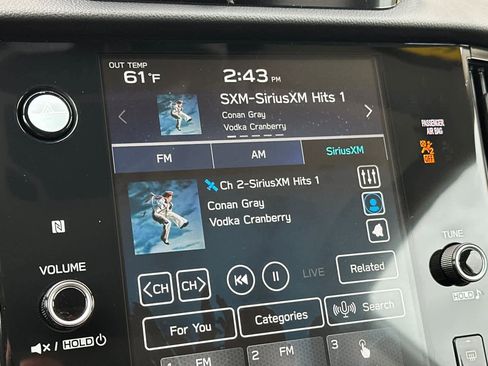 OUT TEMP
61°F
2:43 PM
SXM-SiriusXM Hits 1
Conan Gray
Vodka Cranberry
FM
AM
SiriusXM
PASSENGER
AIR BAG
OFF
Ch 2-SiriusXM Hits 1
Conan Gray
Vodka Cranberry
VOLUME
TUNE
<CH
CH>
LIVE
Related
HOLD
HOLD
For You
Categories
Search
1 FM
2 FM
3